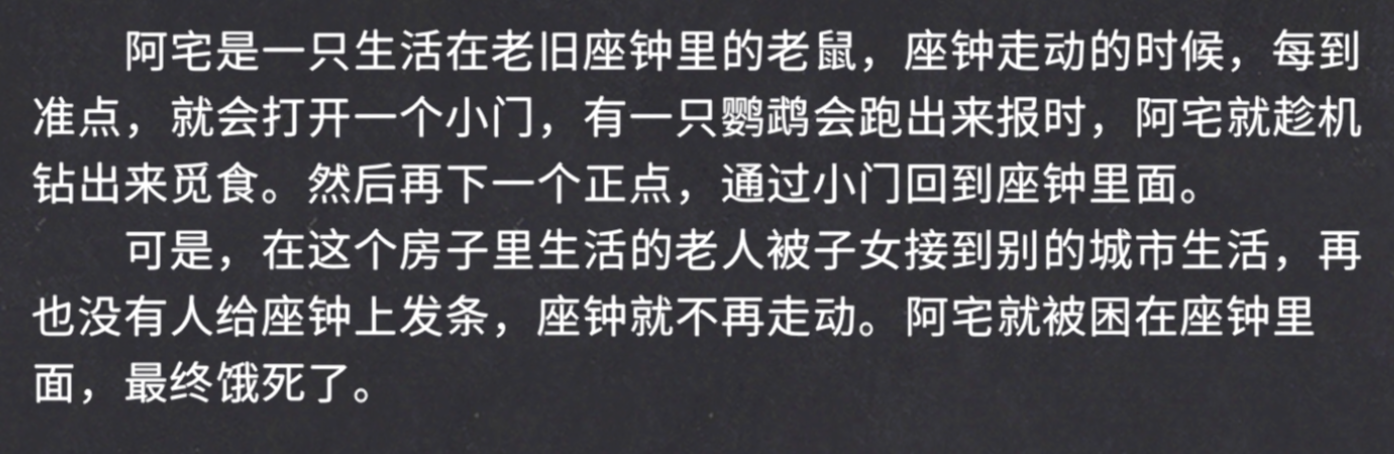 阿宅是一只生活在老旧座钟里的老鼠，座钟走动的时候，每到
准点，就会打开一个小门，有一只鹦鹉会跑出来报时，阿宅就趁机
钻出来觅食。然后再下一个正点，通过小门回到座钟里面。
可是，在这个房子里生活的老人被子女接到别的城市生活，再
也没有人给座钟上发条，座钟就不再走动。阿宅就被困在座钟里
面，最终饿死了。